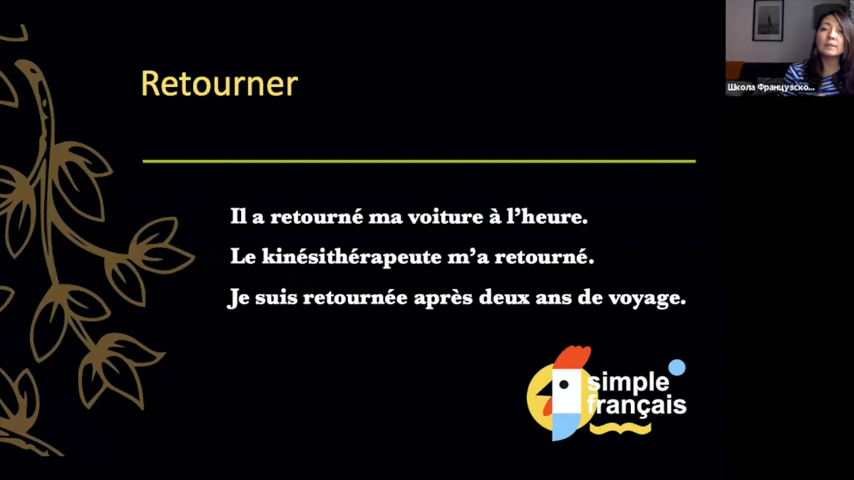 Retourner
Il a retourné ma voiture à l’heure.
Le kinésithérapeute m’a retourné.
Je suis retournée après deux ans de voyage.
simple
français
Школа Французско...